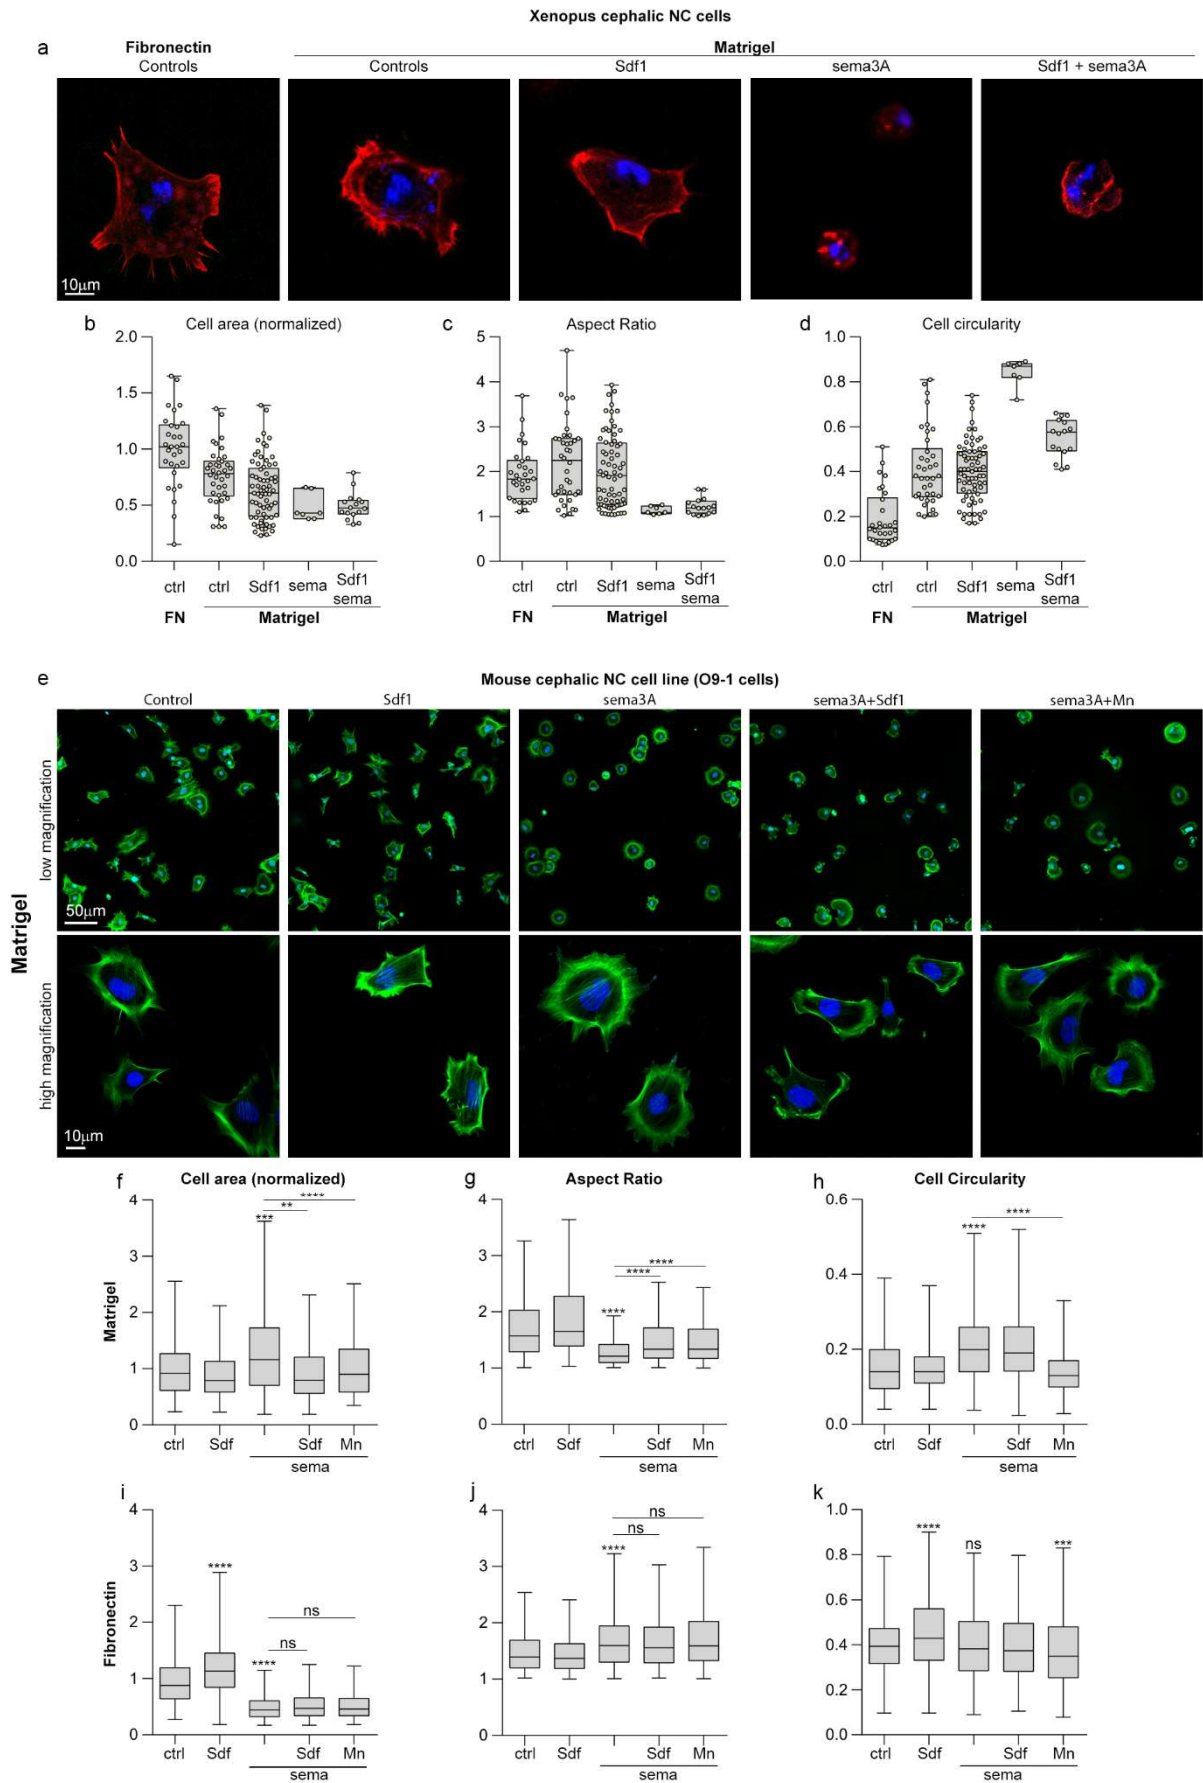 Xenopus cephalic NC cells
a
Fibronectin
Matrigel
Controls
Controls
Sdf1
sema3A
Sdf1 + sema3A
10μm
b
Cell area (normalized)
2.0
1.5
1.0
0.5
0.0
ctrl
ctrl
Sdf1
sema
Sdf1
sema
FN
Matrigel
c
Aspect Ratio
5
4
3
2
1
0
ctrl
ctrl
Sdf1
sema
Sdf1
sema
FN
Matrigel
d
Cell circularity
1.0
0.8
0.6
0.4
0.2
0.0
ctrl
ctrl
Sdf1
sema
Sdf1
sema
FN
Matrigel
e
Mouse cephalic NC cell line (O9-1 cells)
Control
Sdf1
sema3A
sema3A+Sdf1
sema3A+Mn
Matrigel
low magnification
50μm
high magnification
10μm
f
Cell area (normalized)
Matrigel
4
3
2
1
0
****
**
***
ctrl
Sdf
Sdf
Mn
sema
g
Aspect Ratio
4
3
2
1
0
****
****
****
ctrl
Sdf
Sdf
Mn
sema
h
Cell Circularity
0.6
0.4
0.2
0.0
****
****
ctrl
Sdf
Sdf
Mn
sema
i
Fibronectin
4
3
2
1
0
****
ns
ns
****
ctrl
Sdf
Sdf
Mn
sema
j
4
3
2
1
0
ns
ns
****
ctrl
Sdf
Sdf
Mn
sema
k
1.0
0.8
0.6
0.4
0.2
0.0
****
ns
***
ctrl
Sdf
Sdf
Mn
sema